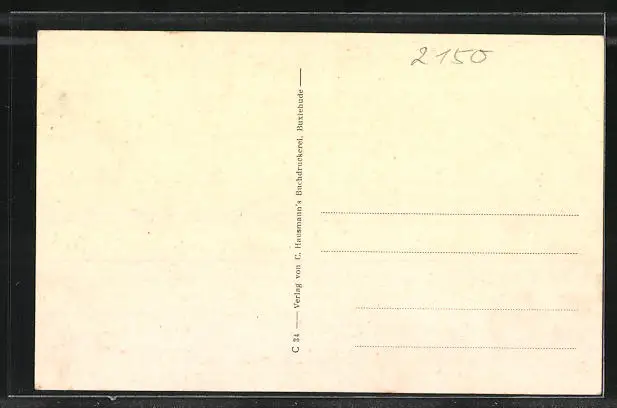 2150
C 34 — Verlag von C. Hausmann's Buchdruckerei, Buxtehude —